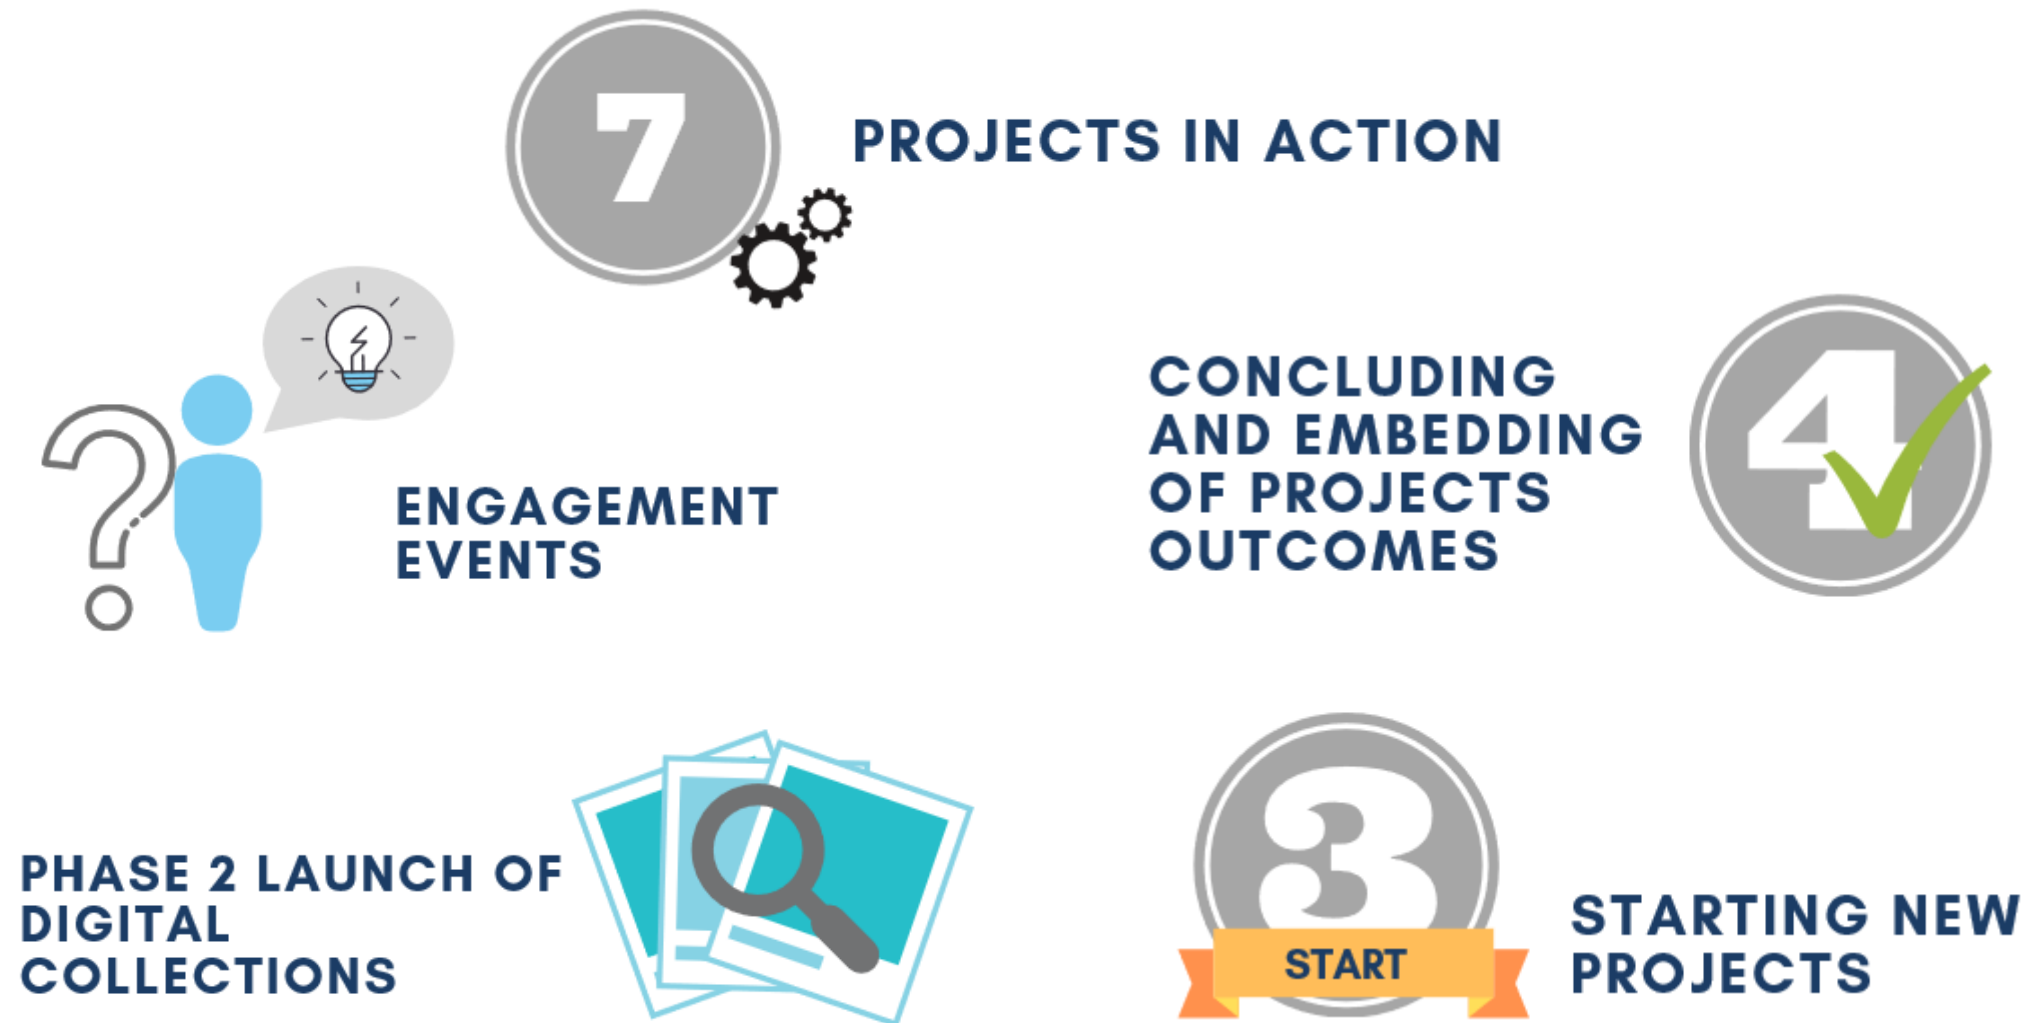 7
PROJECTS IN ACTION
ENGAGEMENT
EVENTS
CONCLUDING
AND EMBEDDING
OF PROJECTS
OUTCOMES
4
PHASE 2 LAUNCH OF
DIGITAL
COLLECTIONS
3
START
STARTING NEW
PROJECTS